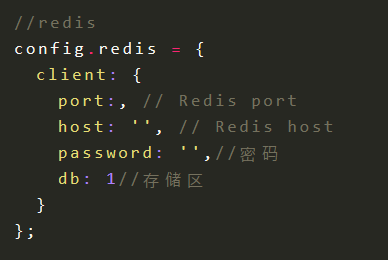 //redis
config.redis = {
client: {
port:, // Redis port
host: '', // Redis host
password: '',//密码
db: 1//存储区
}
};